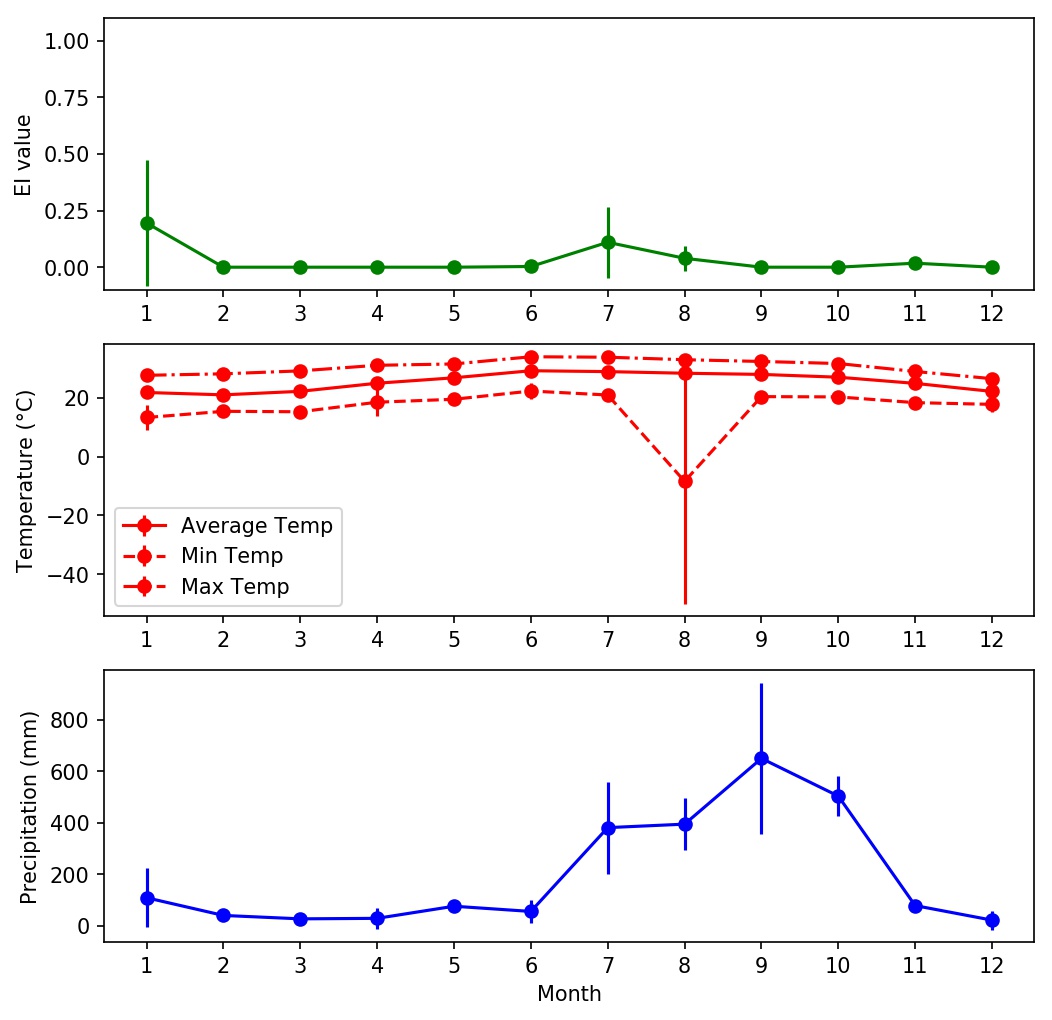 1.00
0.75
0.50
0.25
0.00
EI value
1 2 3 4 5 6 7 8 9 10 11 12
20
0
−20
−40
Temperature (°C)
Average Temp
Min Temp
Max Temp
1 2 3 4 5 6 7 8 9 10 11 12
800
600
400
200
0
Precipitation (mm)
1 2 3 4 5 6 7 8 9 10 11 12
Month